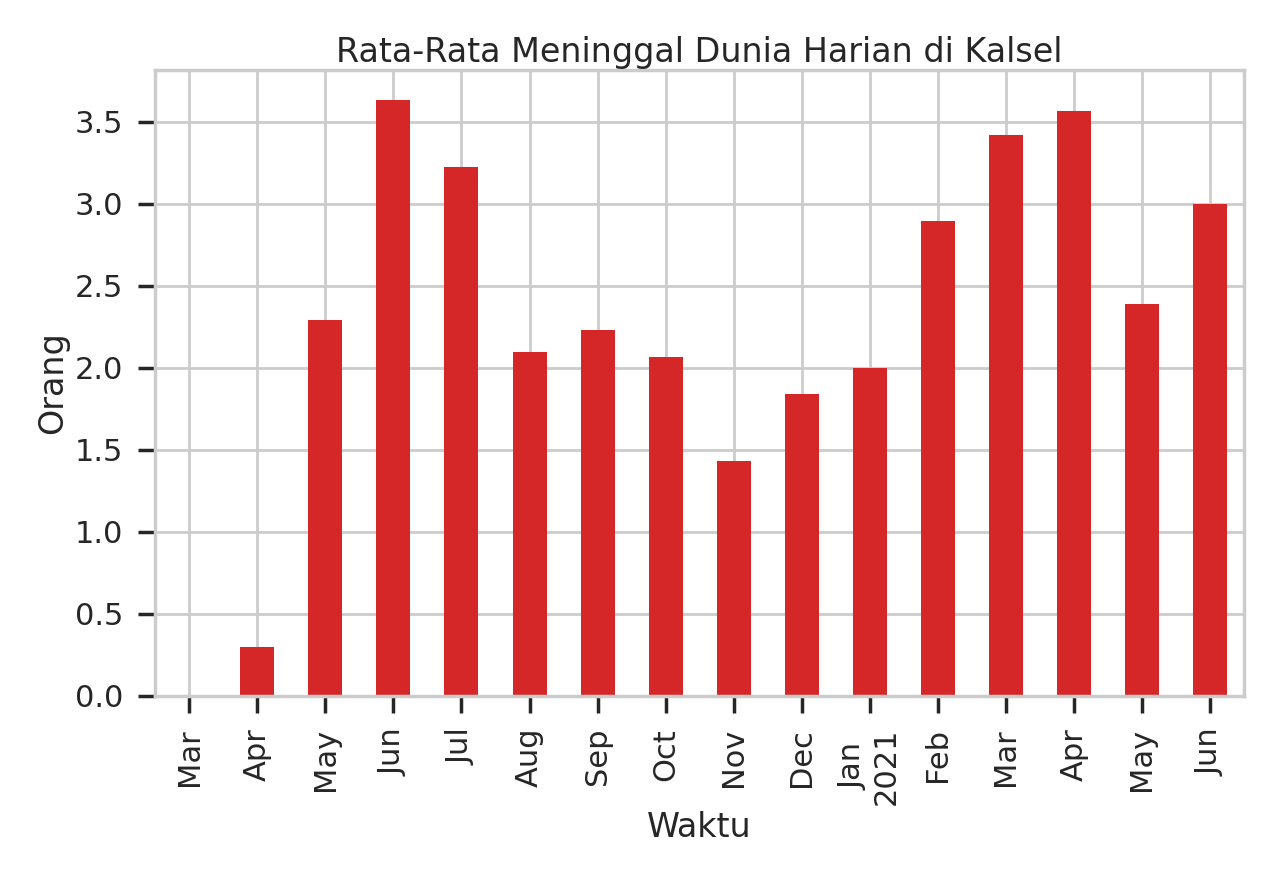 Rata-Rata Meninggal Dunia Harian di Kalsel
Orang
3.5
3.0
2.5
2.0
1.5
1.0
0.5
0.0
Mar
Apr
May
Jun
Jul
Aug
Sep
Oct
Nov
Dec
Jan
2021
Feb
Mar
Apr
May
Jun
Waktu